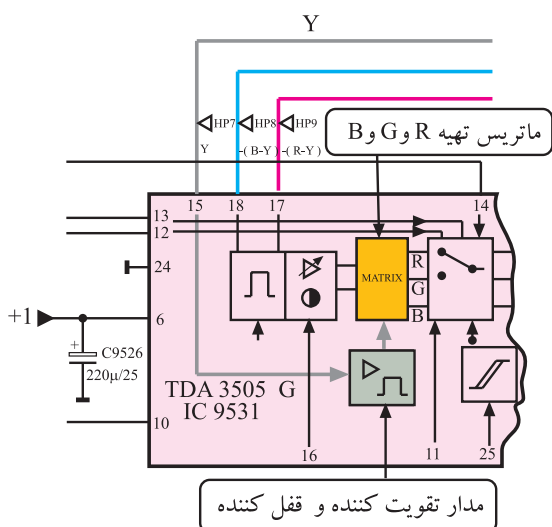 Y
HP7 HP8 HP9
Y -( B-Y ) -( R-Y )
ماتریس تهیه R و G و B
15 18 17 14
13
12
24
+1 6
+ C9526
220µ/25
10
MATRIX
R
G
B
TDA 3505 G
IC 9531
16 11 25
مدار تقویت کننده و قفل کننده